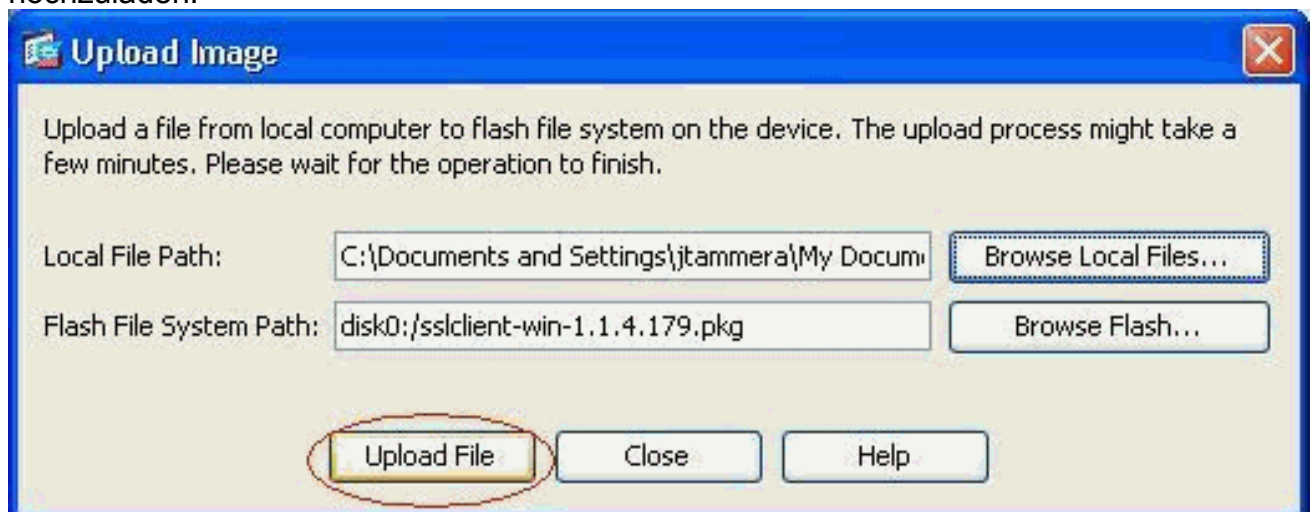 hochzuladen.
Upload Image
Upload a file from local computer to flash file system on the device. The upload process might take a
few minutes. Please wait for the operation to finish.
Local File Path: C:\Documents and Settings\jtammera\My Docum Browse Local Files...
Flash File System Path: disk0:/sslclient-win-1.1.4.179.pkg Browse Flash...
Upload File Close Help